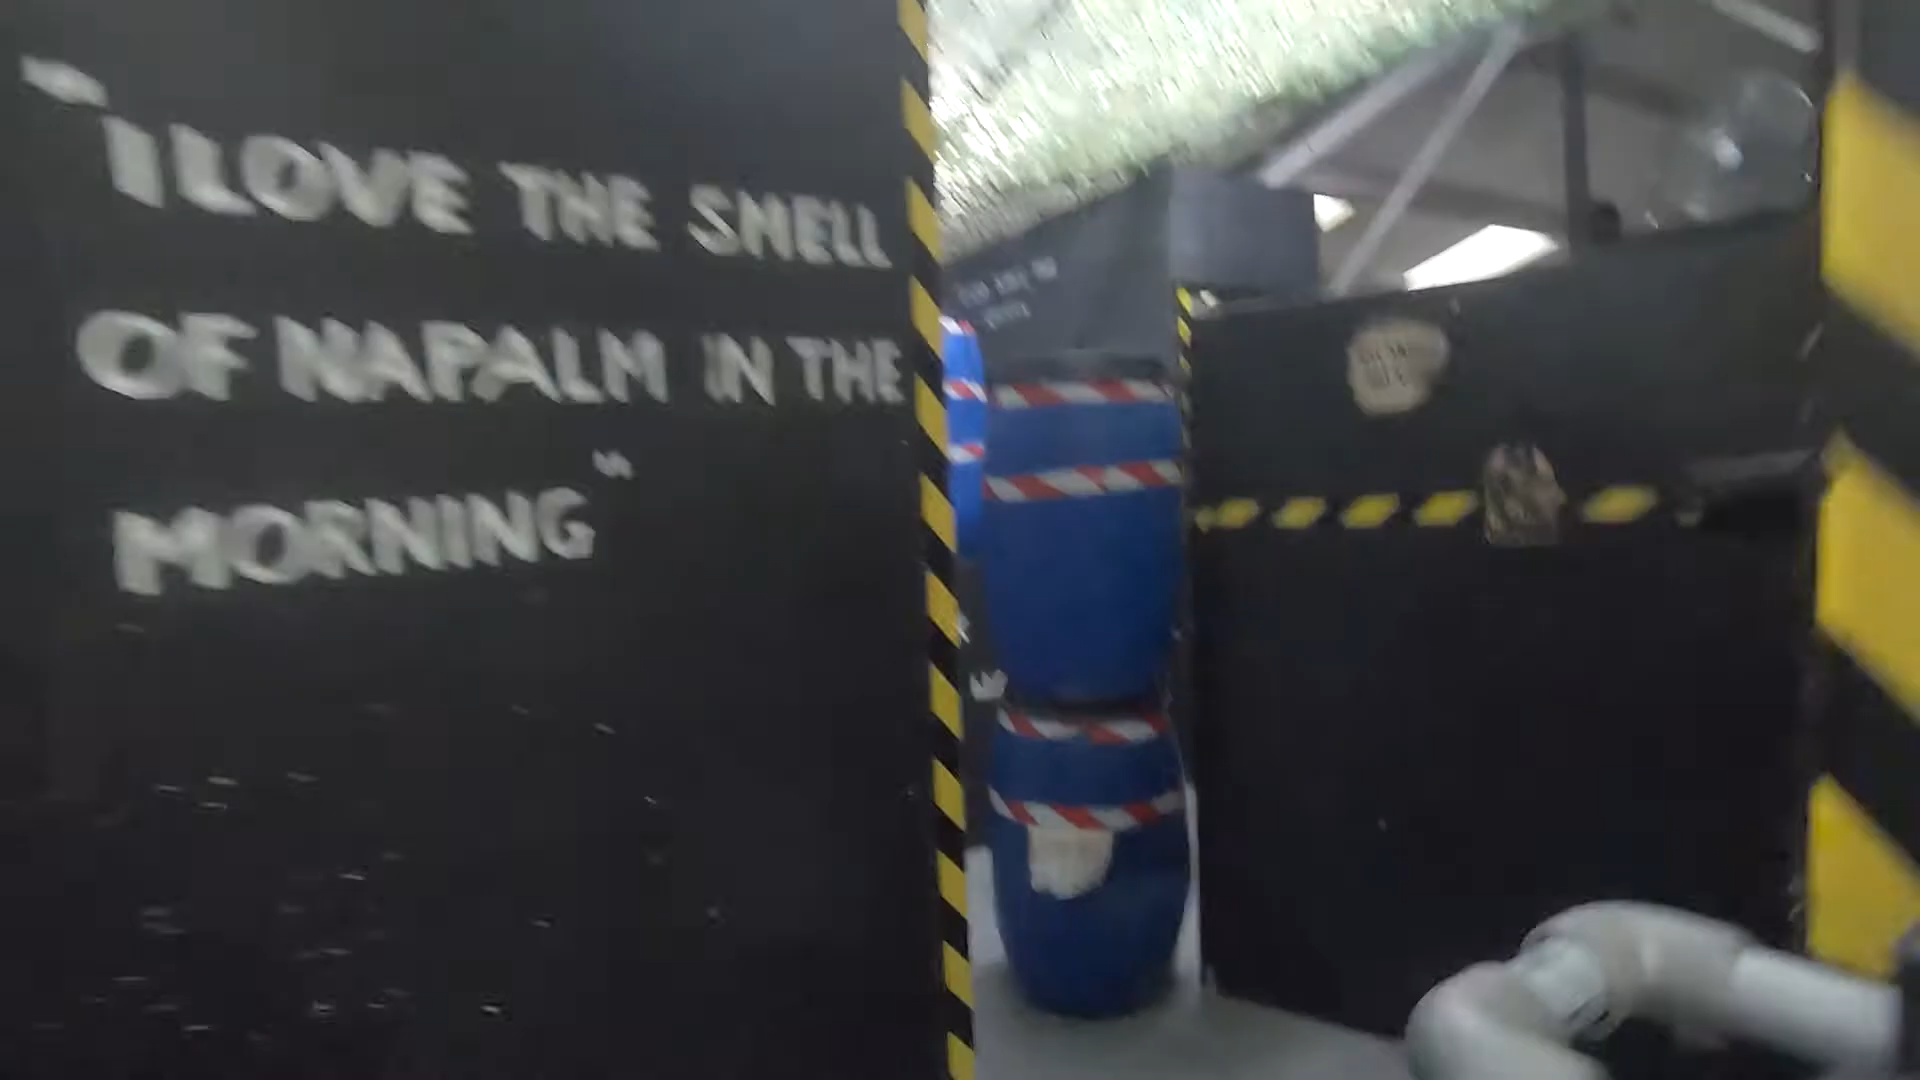 "I LOVE THE SMELL
OF NAPALM IN THE
MORNING"